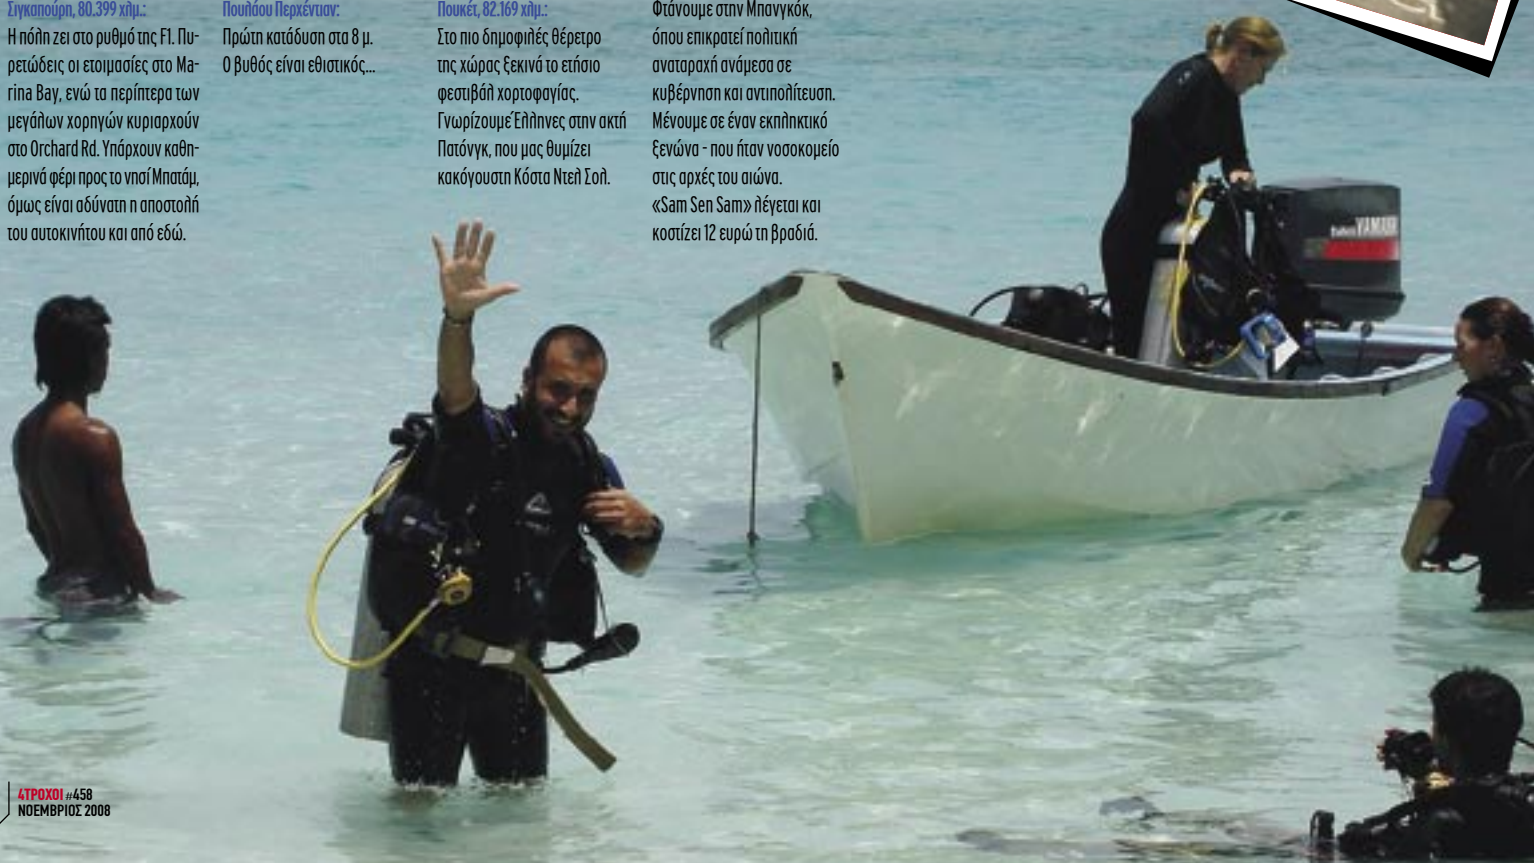 Σιγκαπούρη, 80.399 χλμ.:
Η πόλη ζει στο ρυθμό της F1. Πυ-
ρετώδεις οι ετοιμασίες στο Ma-
rina Bay, ενώ τα περίπτερα των
μεγάλων χορηγών κυριαρχούν
στο Orchard Rd. Υπάρχουν καθη-
μερινά φέρι προς το νησί Μπατάμ,
όμως είναι αδύνατη η αποστολή
του αυτοκινήτου και από εδώ.
Πουλάου Περχέντιαν:
Πρώτη κατάδυση στα 8 μ.
Ο βυθός είναι εθιστικός...
Πουκέτ, 82.169 χλμ.:
Στο πιο δημοφιλές θέρετρο
της χώρας ξεκινά το ετήσιο
φεστιβάλ χορτοφαγίας.
Γνωρίζουμε Έλληνες στην ακτή
Πατόνγκ, που μας θυμίζει
κακόγουστη Κόστα Ντελ Σολ.
Φτάνουμε στην Μπανγκόκ,
όπου επικρατεί πολιτική
αναταραχή ανάμεσα σε
κυβέρνηση και αντιπολίτευση.
Μένουμε σε έναν εκπληκτικό
ξενώνα - που ήταν νοσοκομείο
στις αρχές του αιώνα.
«Sam Sen Sam» λέγεται και
κοστίζει 12 ευρώ τη βραδιά.
YAMAHA
4ΤΡΟΧΟΙ #458
ΝΟΕΜΒΡΙΟΣ 2008